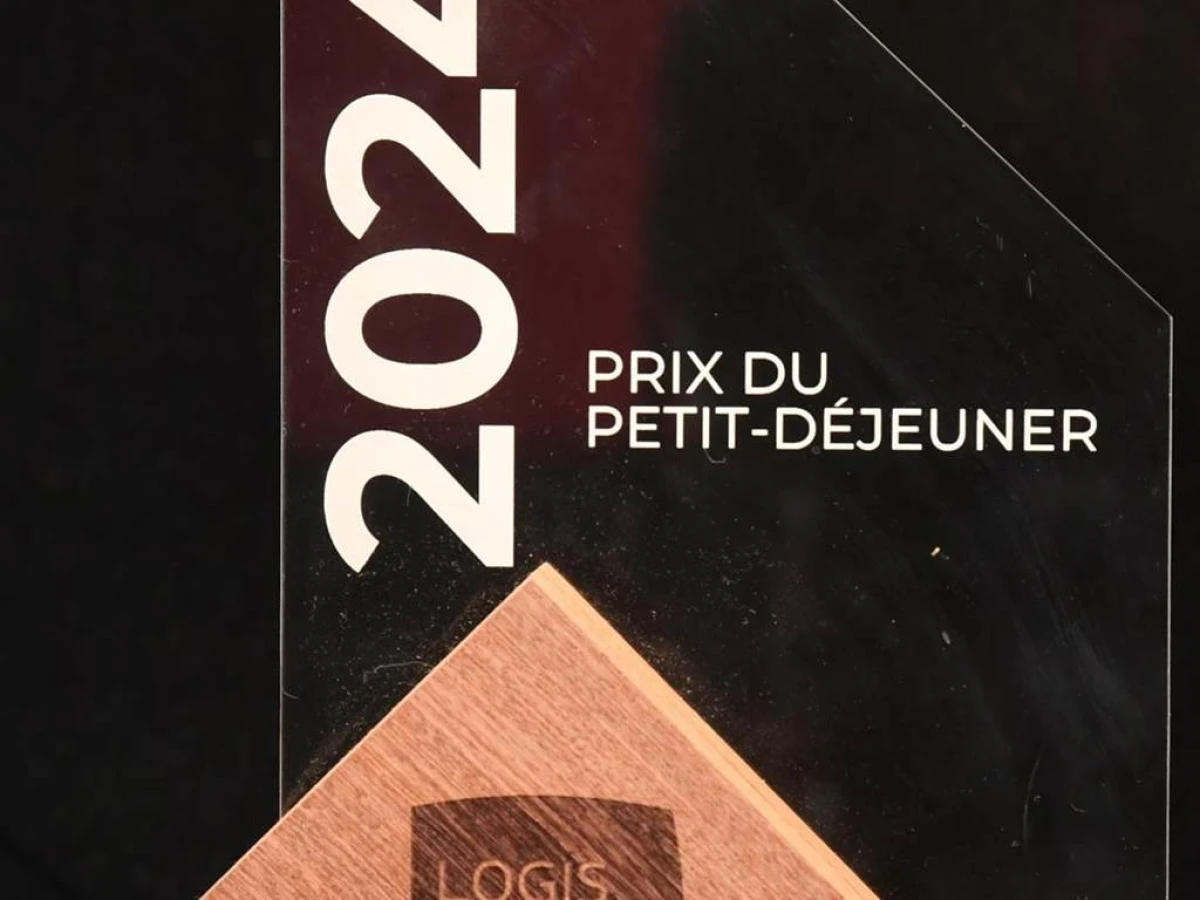 2024
PRIX DU
PETIT-DÉJEUNER
LOGIS